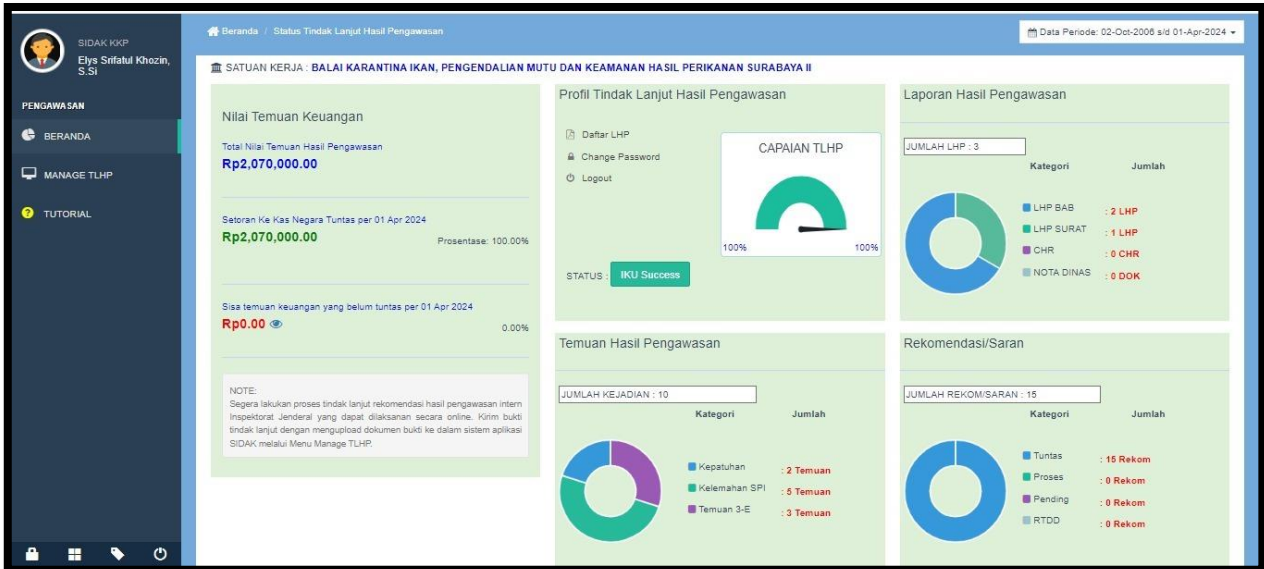 SIDAK KKP
Elys Srifatul Khozin,
S.Si
PENGAWASAN
BERANDA
MANAGE TLHP
TUTORIAL
Beranda / Status Tindak Lanjut Hasil Pengawasan
Data Periode: 02-Oct-2006 s/d 01-Apr-2024
SATUAN KERJA : BALAI KARANTINA IKAN, PENGENDALIAN MUTU DAN KEAMANAN HASIL PERIKANAN SURABAYA II
Nilai Temuan Keuangan
Total Nilai Temuan Hasil Pengawasan
Rp2,070,000.00
Setoran Ke Kas Negara Tuntas per 01 Apr 2024
Rp2,070,000.00
Prosentase: 100.00%
Sisa temuan keuangan yang belum tuntas per 01 Apr 2024
Rp0.00
0.00%
NOTE:
Segera lakukan proses tindak lanjut rekomendasi hasil pengawasan intern
Inspektorat Jenderal yang dapat dilaksanan secara online. Kirim bukti
tindak lanjut dengan mengupload dokumen bukti ke dalam sistem aplikasi
SIDAK melalui Menu Manage TLHP.
Profil Tindak Lanjut Hasil Pengawasan
Daftar LHP
Change Password
Logout
CAPAIAN TLHP
100% 100%
STATUS : IKU Success
Laporan Hasil Pengawasan
JUMLAH LHP : 3
Kategori Jumlah
LHP BAB : 2 LHP
LHP SURAT : 1 LHP
CHR : 0 CHR
NOTA DINAS : 0 DOK
Temuan Hasil Pengawasan
JUMLAH KEJADIAN : 10
Kategori Jumlah
Kepatuhan : 2 Temuan
Kelemahan SPI : 5 Temuan
Temuan 3-E : 3 Temuan
Rekomendasi/Saran
JUMLAH REKOM/SARAN : 15
Kategori Jumlah
Tuntas : 15 Rekom
Proses : 0 Rekom
Pending : 0 Rekom
RTDD : 0 Rekom